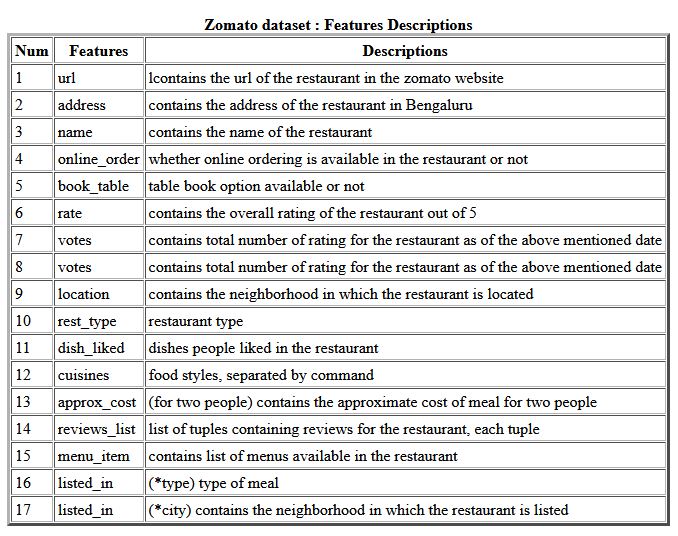 Zomato dataset : Features Descriptions
Num Features Descriptions
1 url lcontains the url of the restaurant in the zomato website
2 address contains the address of the restaurant in Bengaluru
3 name contains the name of the restaurant
4 online_order whether online ordering is available in the restaurant or not
5 book_table table book option available or not
6 rate contains the overall rating of the restaurant out of 5
7 votes contains total number of rating for the restaurant as of the above mentioned date
8 votes contains total number of rating for the restaurant as of the above mentioned date
9 location contains the neighborhood in which the restaurant is located
10 rest_type restaurant type
11 dish_liked dishes people liked in the restaurant
12 cuisines food styles, separated by command
13 approx_cost (for two people) contains the approximate cost of meal for two people
14 reviews_list list of tuples containing reviews for the restaurant, each tuple
15 menu_item contains list of menus available in the restaurant
16 listed_in (*type) type of meal
17 listed_in (*city) contains the neighborhood in which the restaurant is listed